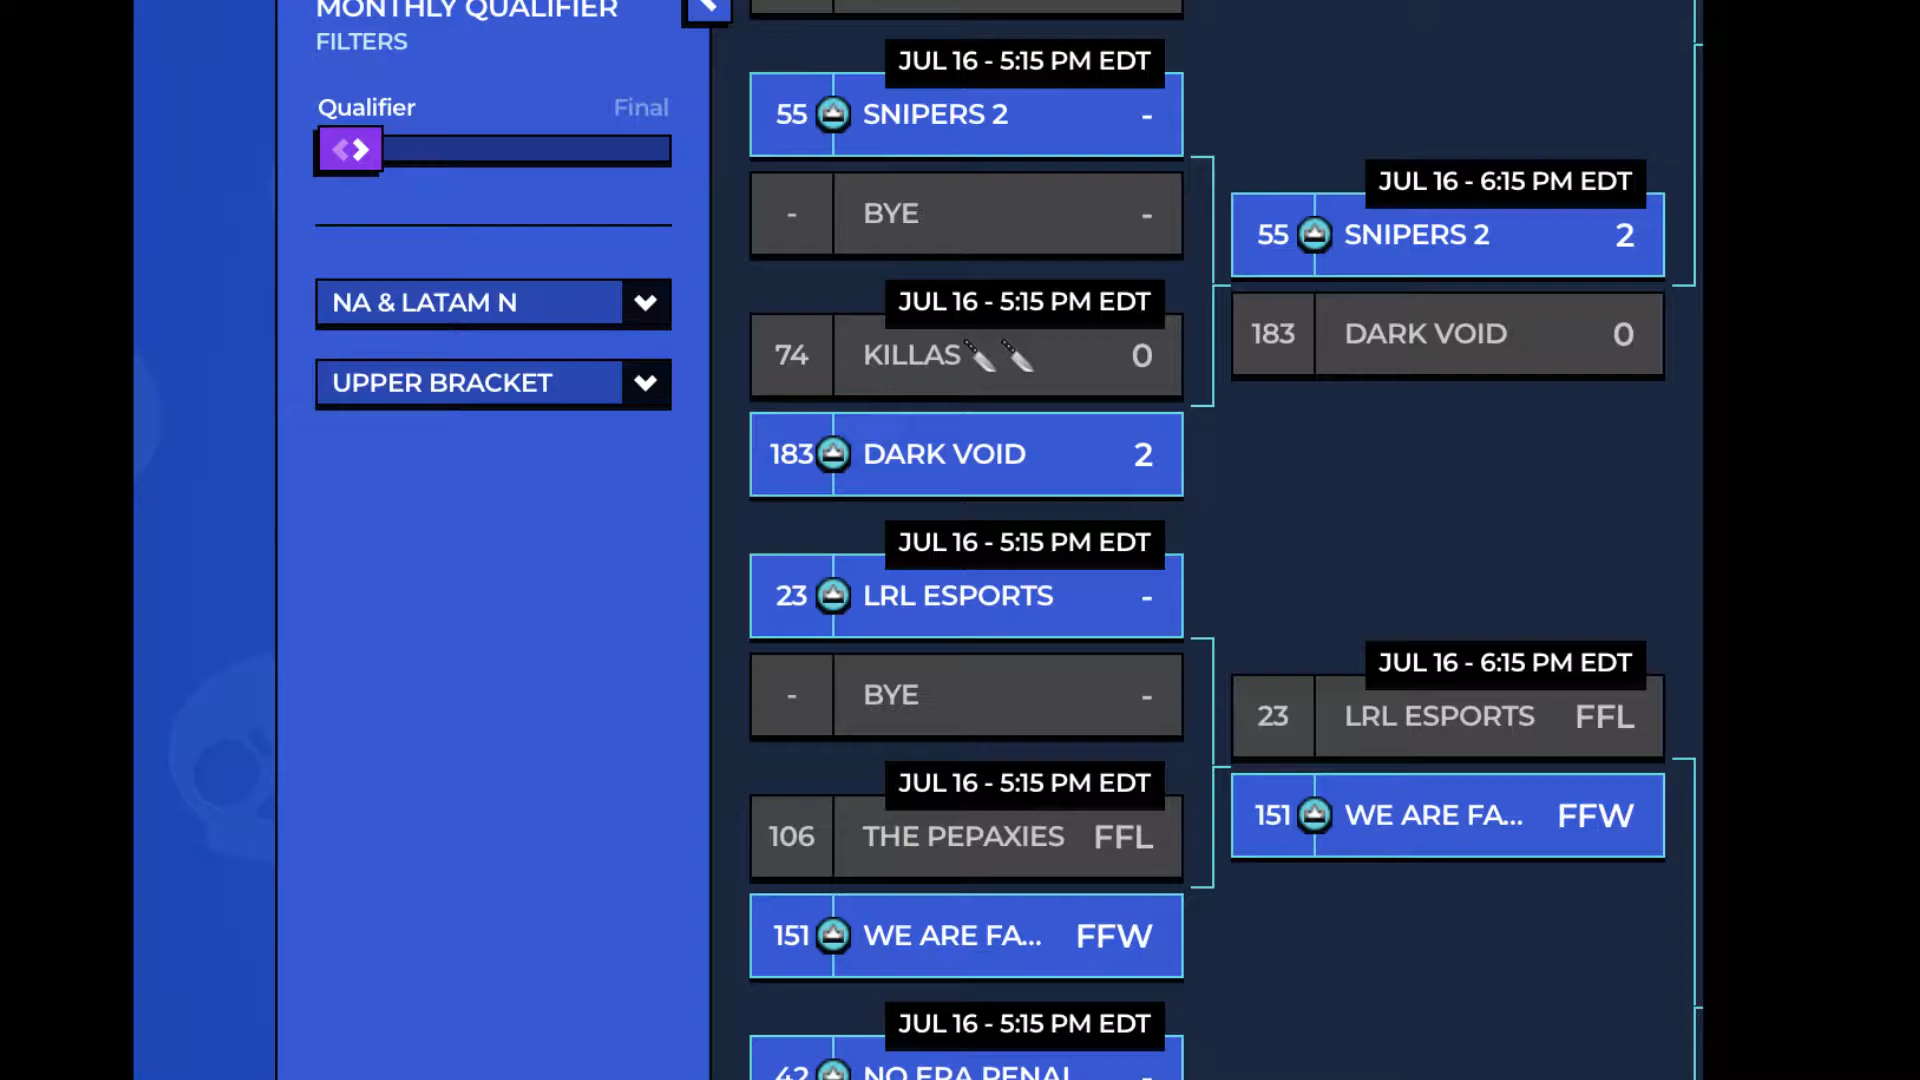 MONTHLY QUALIFIER
FILTERS
Qualifier Final
NA & LATAM N
UPPER BRACKET
JUL 16 - 5:15 PM EDT
55 SNIPERS 2 -
- BYE -
JUL 16 - 5:15 PM EDT
74 KILLAS🔪🔪 0
183 DARK VOID 2
JUL 16 - 5:15 PM EDT
23 LRL ESPORTS -
- BYE -
JUL 16 - 5:15 PM EDT
106 THE PEPAXIES FFL
151 WE ARE FA... FFW
JUL 16 - 5:15 PM EDT
42 NO ERA PENAL -
JUL 16 - 6:15 PM EDT
55 SNIPERS 2 2
183 DARK VOID 0
JUL 16 - 6:15 PM EDT
23 LRL ESPORTS FFL
151 WE ARE FA... FFW